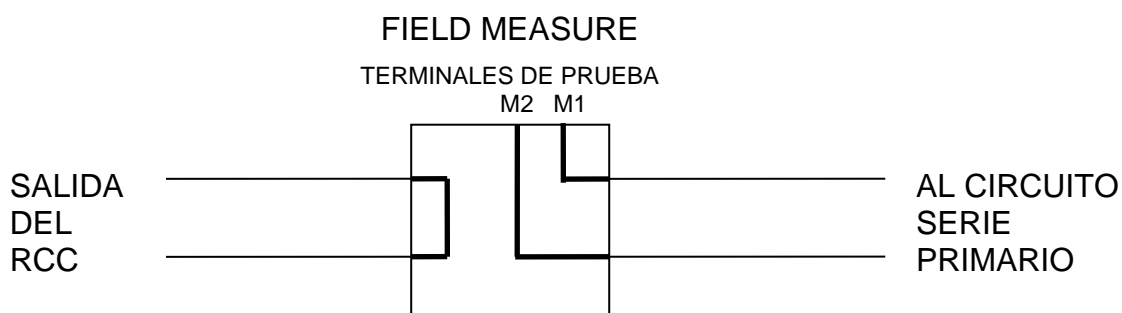 FIELD MEASURE
TERMINALES DE PRUEBA
M2 M1
SALIDA
DEL
RCC
AL CIRCUITO
SERIE
PRIMARIO